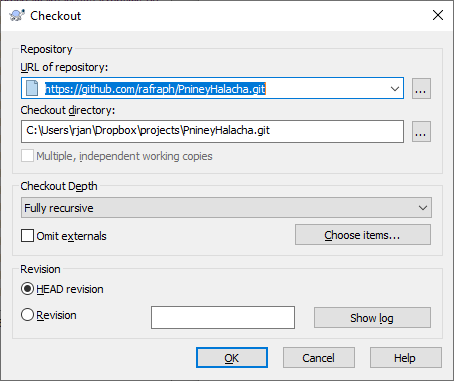 Checkout
Repository
URL of repository:
https://github.com/rafraph/PnineyHalacha.git
...
Checkout directory:
C:\Users\rjan\Dropbox\projects\PnineyHalacha.git
...
Multiple, independent working copies
Checkout Depth
Fully recursive
Omit externals
Choose items...
Revision
HEAD revision
Revision
Show log
OK
Cancel
Help